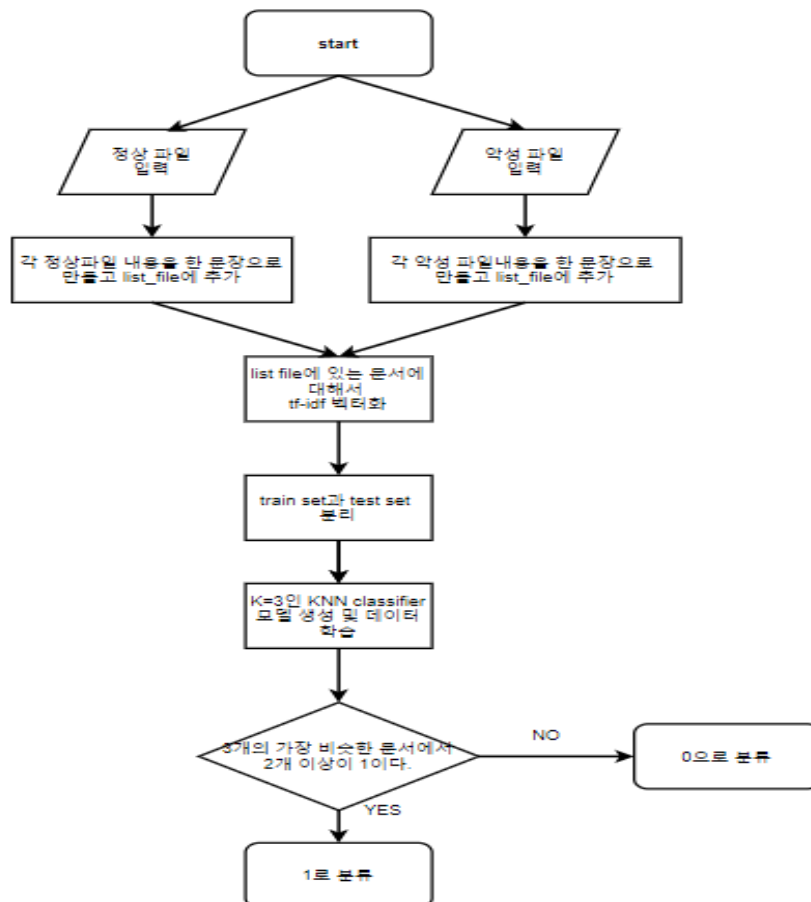 start
정상 파일
입력
악성 파일
입력
각 정상파일 내용을 한 문장으로
만들고 list_file에 추가
각 악성 파일내용을 한 문장으로
만들고 list_file에 추가
list file에 있는 문서에
대해서
tf-idf 벡터화
train set과 test set
분리
K=3인 KNN classifier
모델 생성 및 데이터
학습
3개의 가장 비슷한 문서에서
2개 이상이 1이다.
NO
0으로 분류
YES
1로 분류